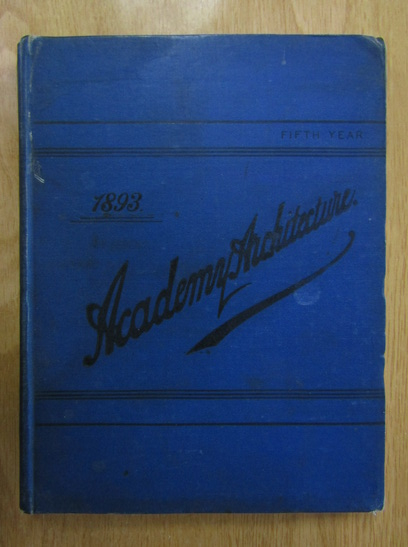 FIFTH YEAR
1893
Academy Architecture.